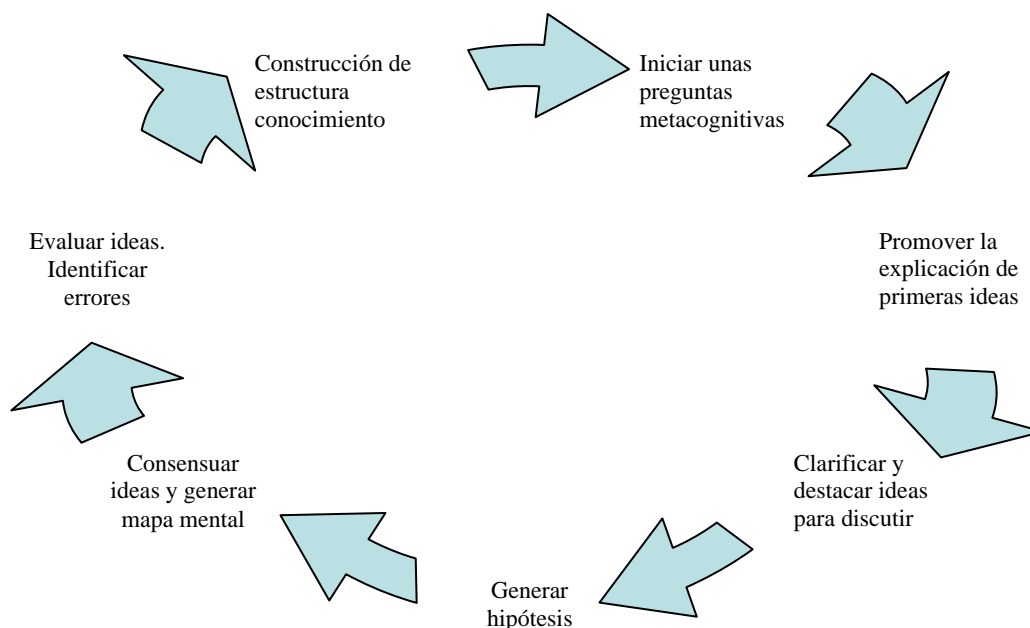 Construcción de
estructura
conocimiento
Iniciar unas
preguntas
metacognitivas
Promover la
explicación de
primeras ideas
Clarificar y
destacar ideas
para discutir
Generar
hipótesis
Consensuar
ideas y generar
mapa mental
Evaluar ideas.
Identificar
errores